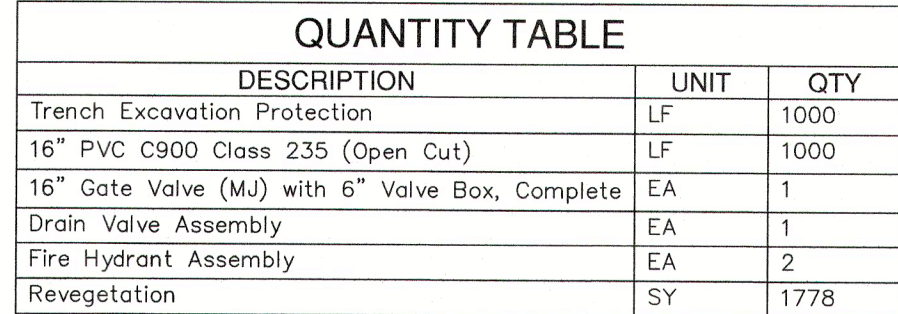 QUANTITY TABLE
DESCRIPTION UNIT QTY
Trench Excavation Protection LF 1000
16" PVC C900 Class 235 (Open Cut) LF 1000
16" Gate Valve (MJ) with 6" Valve Box, Complete EA 1
Drain Valve Assembly EA 1
Fire Hydrant Assembly EA 2
Revegetation SY 1778